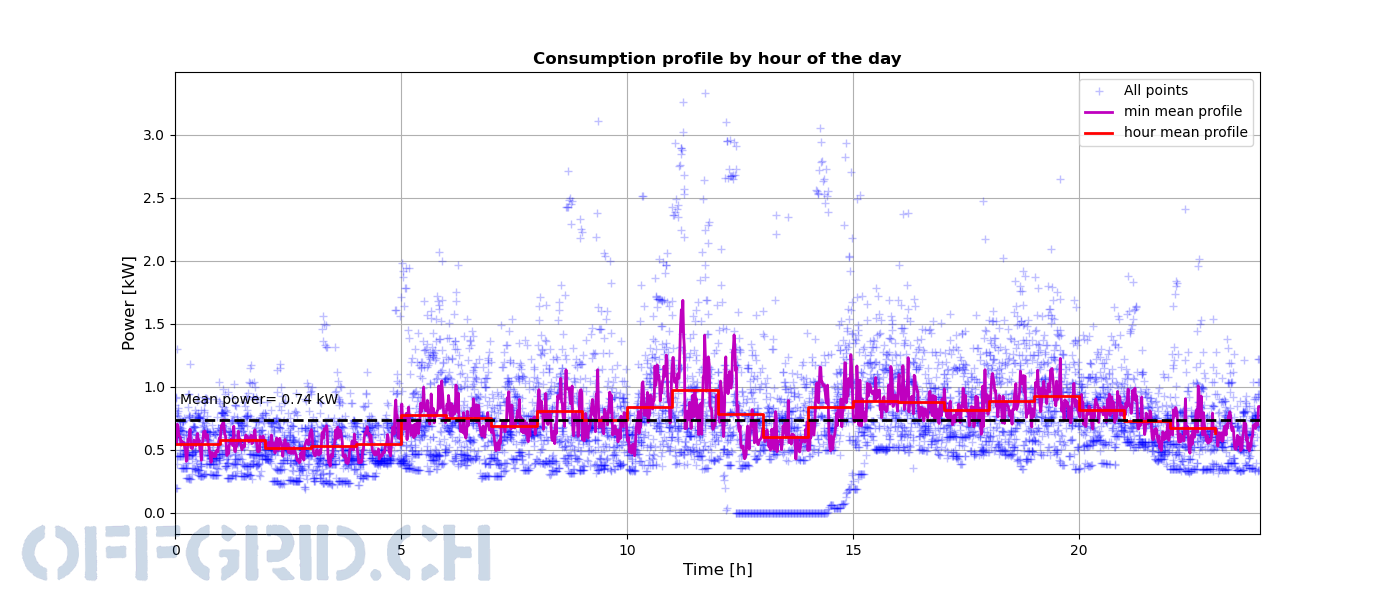 Consumption profile by hour of the day
All points
min mean profile
hour mean profile
Power [kW]
3.0
2.5
2.0
1.5
1.0
0.5
0.0
Mean power= 0.74 kW
0 5 10 15 20
Time [h]
OFFGRID.CH